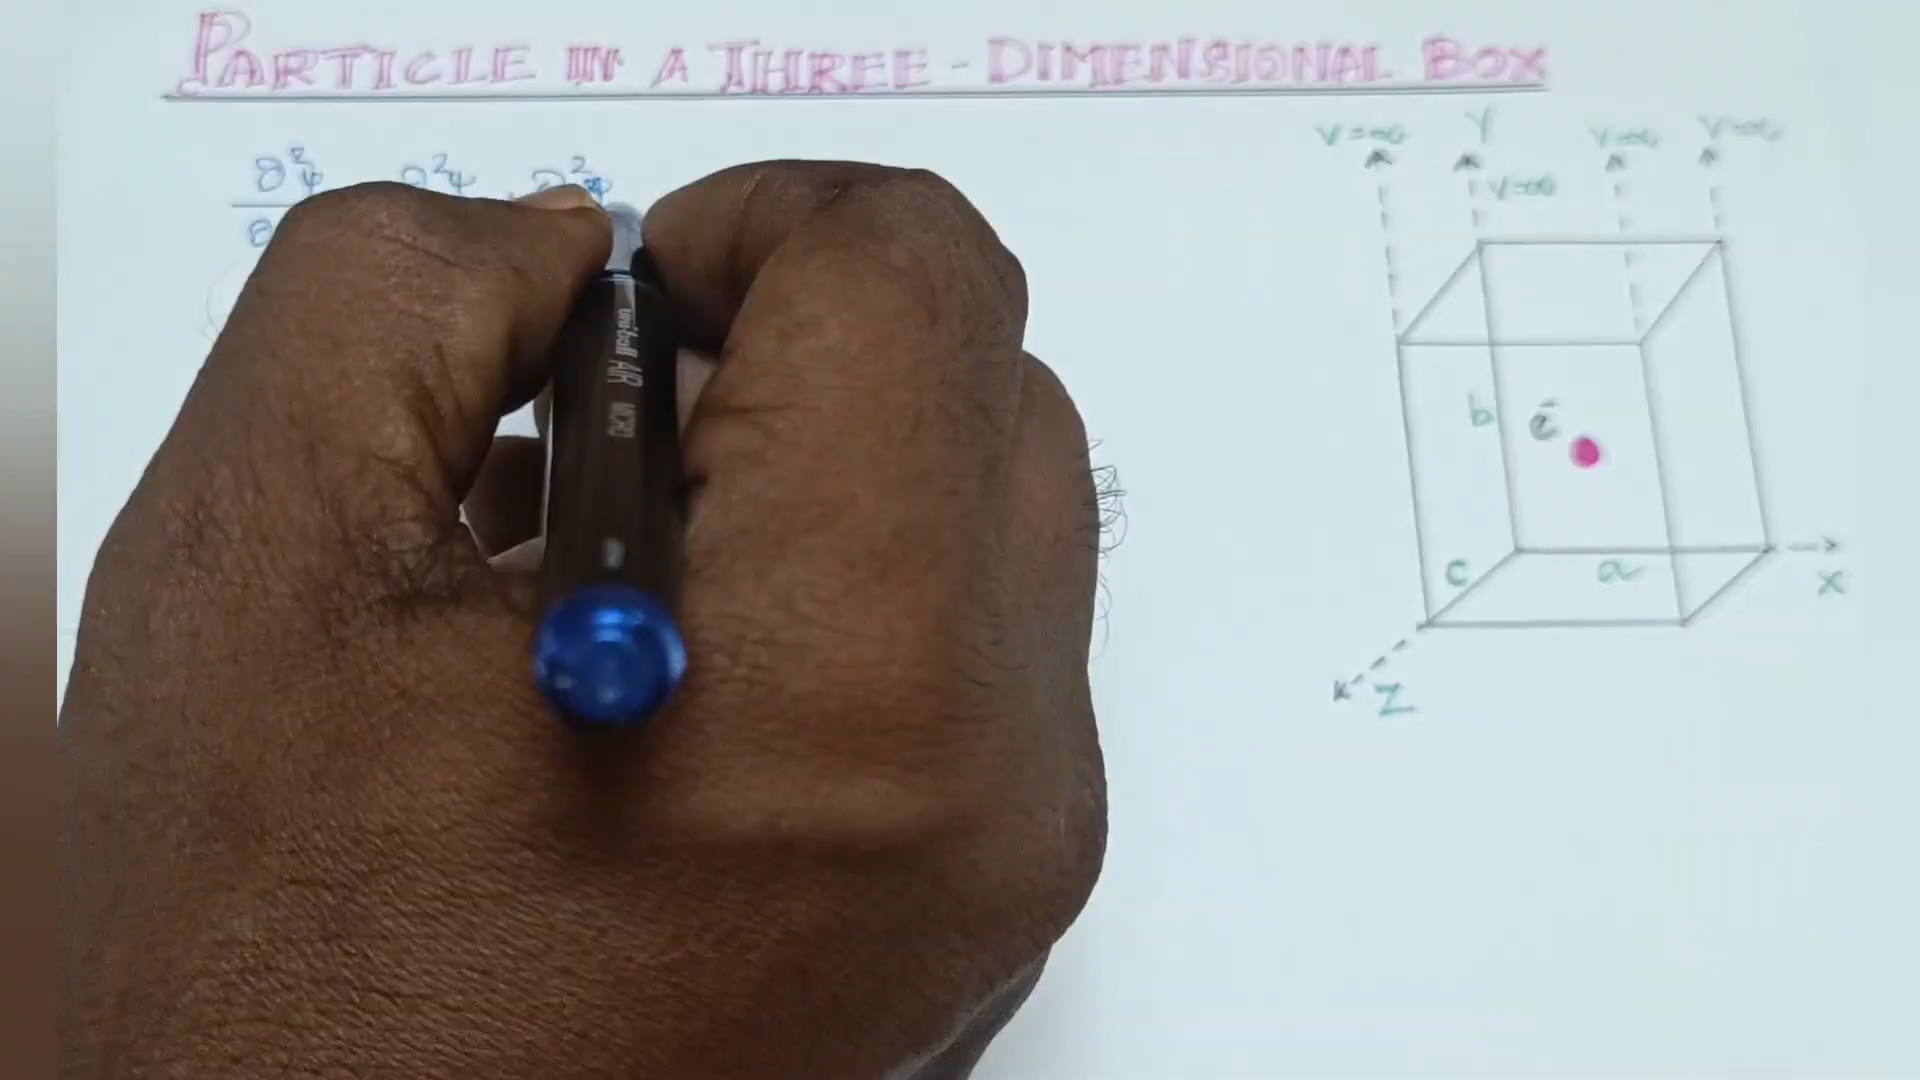 PARTICLE IN A THREE-DIMENSIONAL BOX
∂²ψ ∂²ψ ∂²ψ
V=∞ Y V=∞ V=∞
V=∞
uni-ball AIR MICRO
b e⁻
c a
X
Z